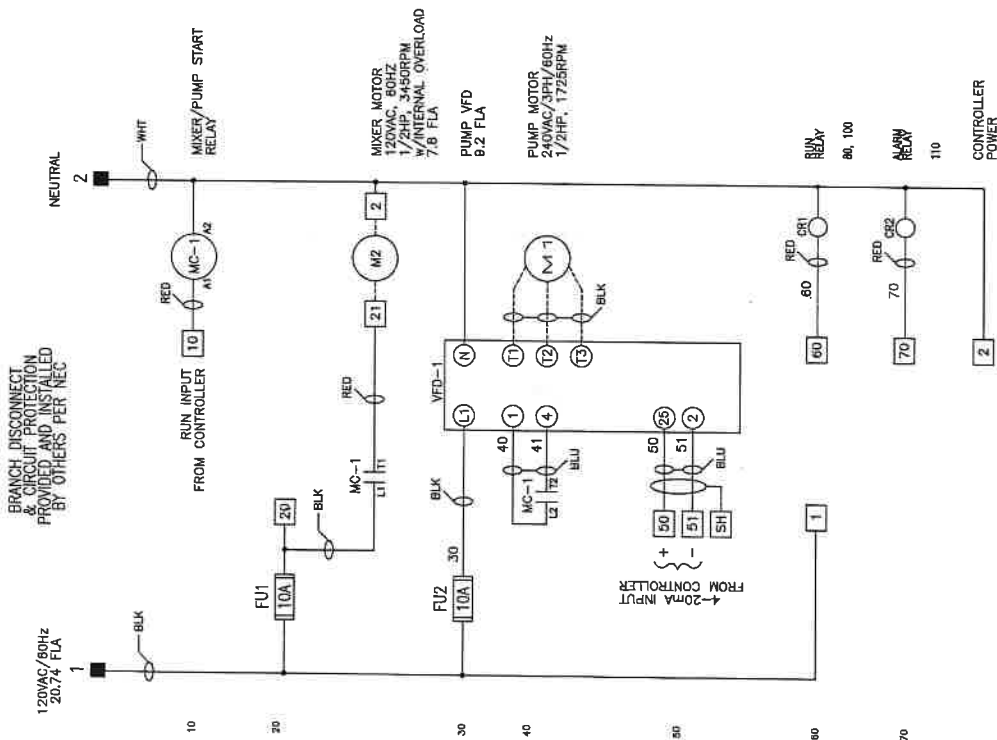 BRANCH DISCONNECT
& CIRCUIT PROTECTION
PROVIDED AND INSTALLED
BY OTHERS PER NEC
120VAC/60Hz
20.74 FLA
1
BLK
NEUTRAL
2
WHT
10
RUN INPUT
FROM CONTROLLER
10
RED
A1
MC-1
A2
MIXER/PUMP START
RELAY
20
FU1
10A
20
BLK
MC-1
L1
T1
RED
21
M2
2
MIXER MOTOR
120VAC, 60HZ
1/2HP, 3450RPM
W/INTERNAL OVERLOAD
7.8 FLA
30
FU2
10A
30
BLK
VFD-1
L1
N
PUMP VFD
9.2 FLA
40
MC-1
L2
T2
40
41
BLU
1
4
T1
T2
T3
BLK
M1
PUMP MOTOR
240VAC/3PH/60Hz
1/2HP, 1725RPM
50
4-20mA INPUT
FROM CONTROLLER
+
-
50
51
SH
50
51
BLU
25
2
60
1
60
60
RED
CR1
RUN
RELAY
80, 100
70
70
70
RED
CR2
ALARM
RELAY
110
2
CONTROLLER
POWER